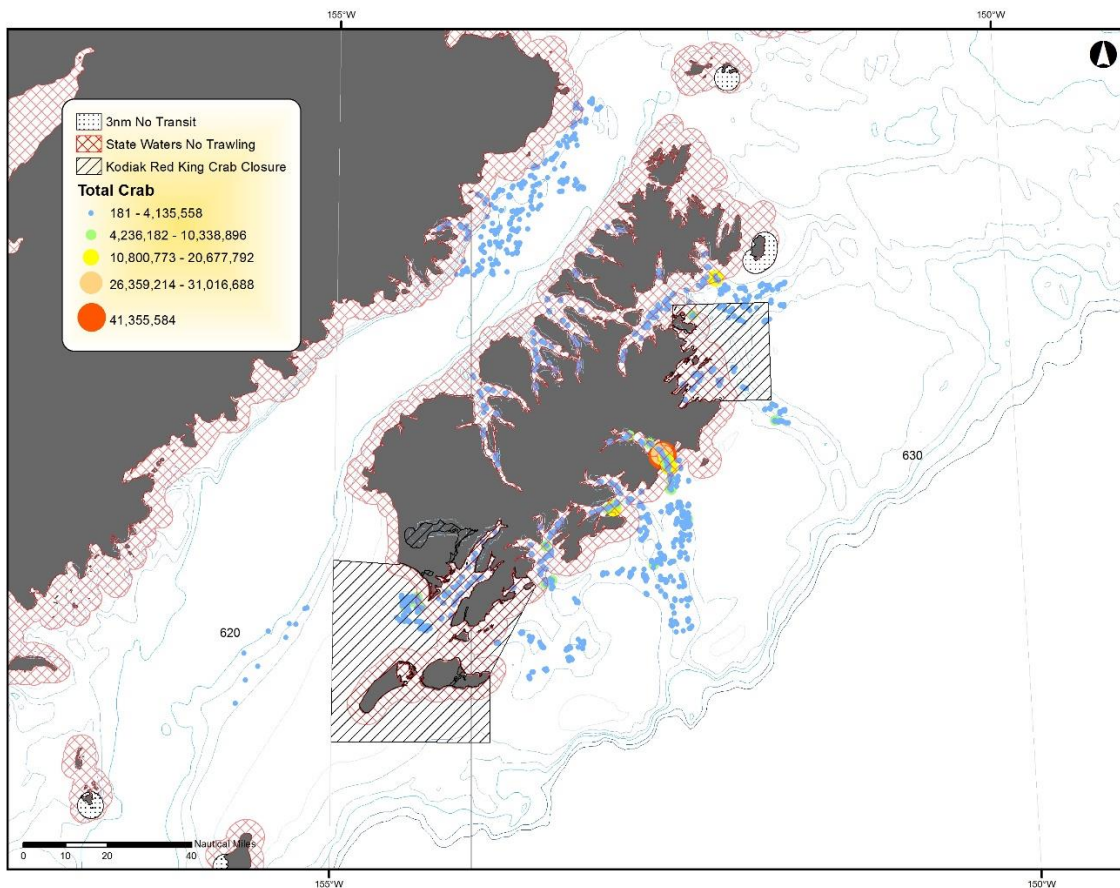 155°W
150°W
3nm No Transit
State Waters No Trawling
Kodiak Red King Crab Closure
Total Crab
181 - 4,135,558
4,236,182 - 10,338,896
10,800,773 - 20,677,792
26,359,214 - 31,016,688
41,355,584
630
620
Nautical Miles
0 10 20 40
155°W
150°W